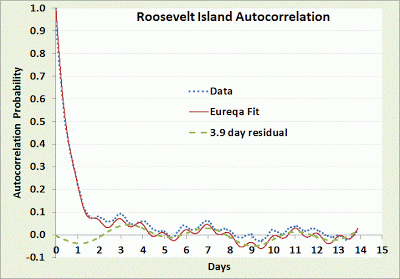 Roosevelt Island Autocorrelation
1.0
0.9
0.8
0.7
0.6
0.5
0.4
0.3
0.2
0.1
0.0
-0.1
Autocorrelation Probability
Data
Eureqa Fit
3.9 day residual
0 1 2 3 4 5 6 7 8 9 10 11 12 13 14 15
Days